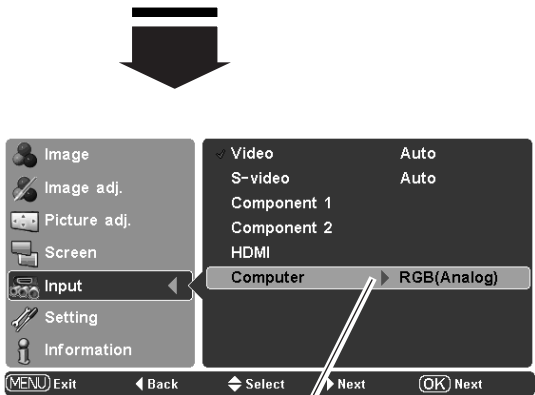 Image
Image adj.
Picture adj.
Screen
Input
Setting
Information
Video Auto
S-video Auto
Component 1
Component 2
HDMI
Computer RGB(Analog)
MENU Exit Back Select Next OK Next